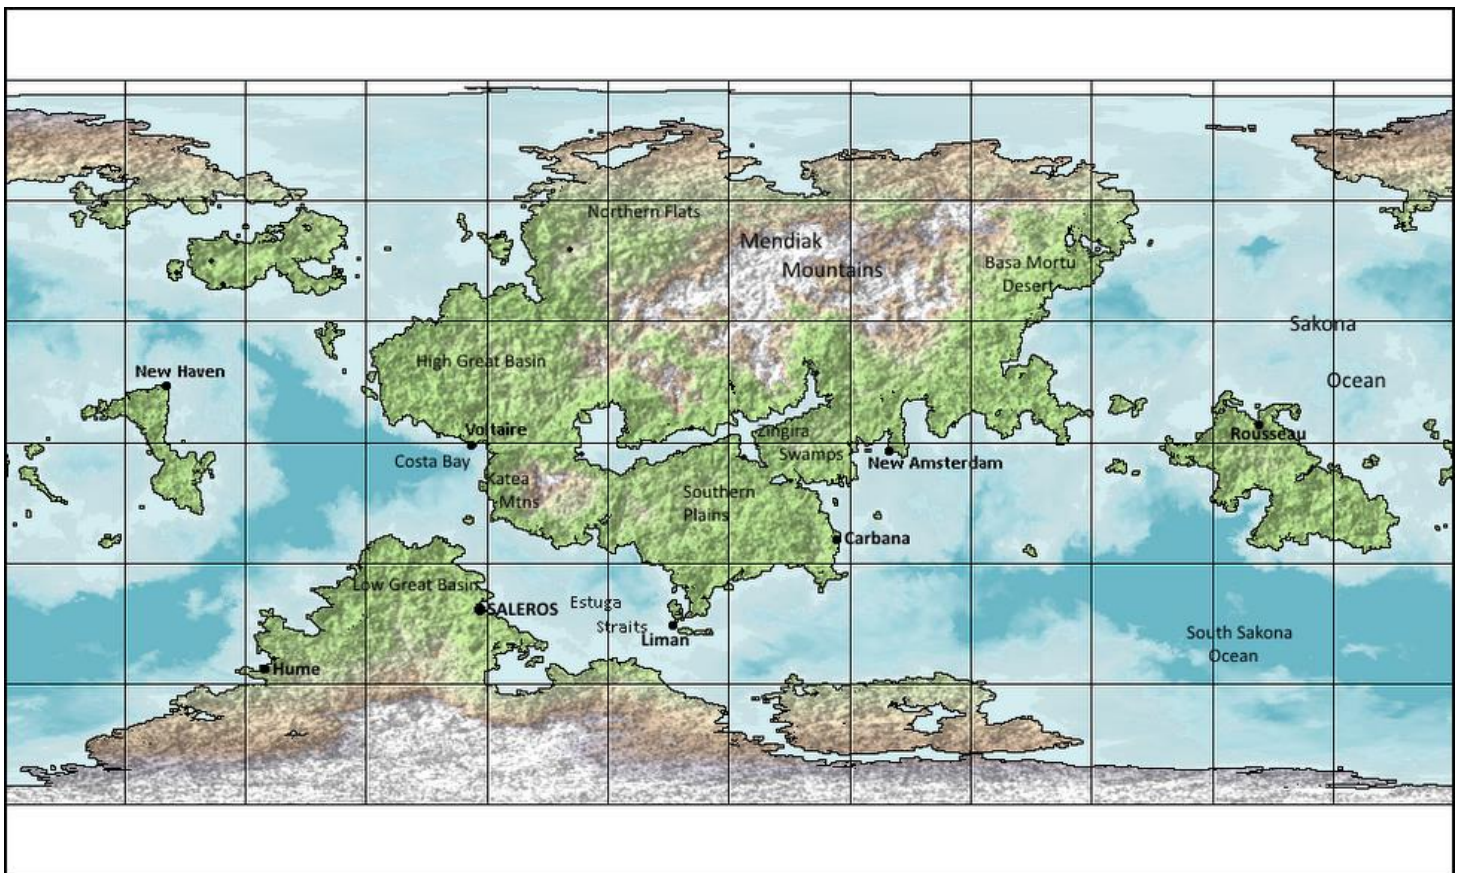 Northern Flats
Mendiak
Mountains
Basa Mortu
Desert
Sakona
Ocean
High Great Basin
New Haven
Voltaire
Costa Bay
Zingira
Swamps
New Amsterdam
Rousseau
Katea
Mtns
Southern
Plains
Carbana
Low Great Basin
SALEROS
Estuga
Straits
Liman
South Sakona
Ocean
Hume